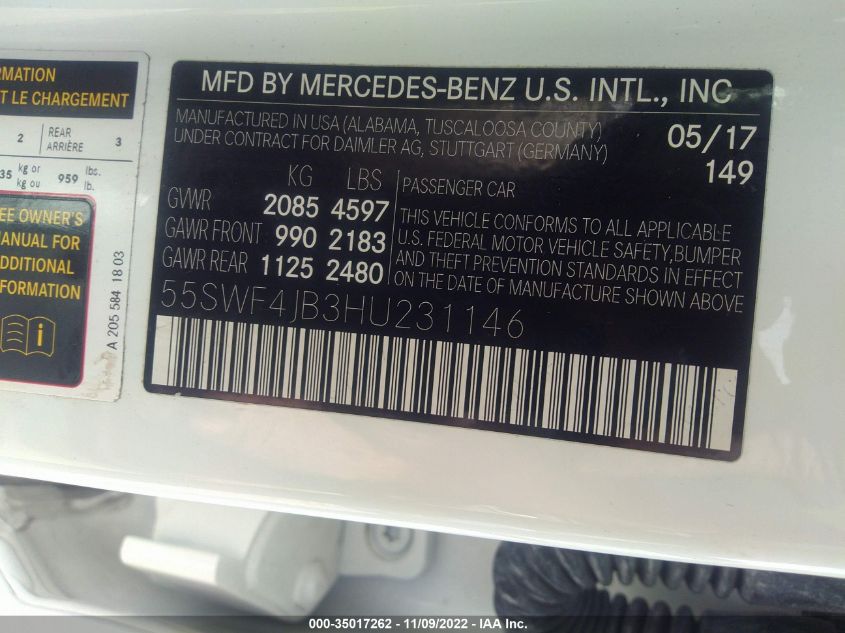 RMATION
ET LE CHARGEMENT
2 REAR ARRIÈRE 3
35 kg or kg ou 959 lbs. lb.
EE OWNER'S
MANUAL FOR
ADDITIONAL
NFORMATION
A 205 584 18 03
MFD BY MERCEDES-BENZ U.S. INTL., INC
MANUFACTURED IN USA (ALABAMA, TUSCALOOSA COUNTY) 05/17
UNDER CONTRACT FOR DAIMLER AG, STUTTGART (GERMANY) 149
KG LBS
GVWR 2085 4597
GAWR FRONT 990 2183
GAWR REAR 1125 2480
PASSENGER CAR
THIS VEHICLE CONFORMS TO ALL APPLICABLE
U.S. FEDERAL MOTOR VEHICLE SAFETY,BUMPER
AND THEFT PREVENTION STANDARDS IN EFFECT
ON THE DATE OF MANUFACTURE SHOWN ABOVE
55SWF4JB3HU231146
000-35017262 - 11/09/2022 - IAA Inc.